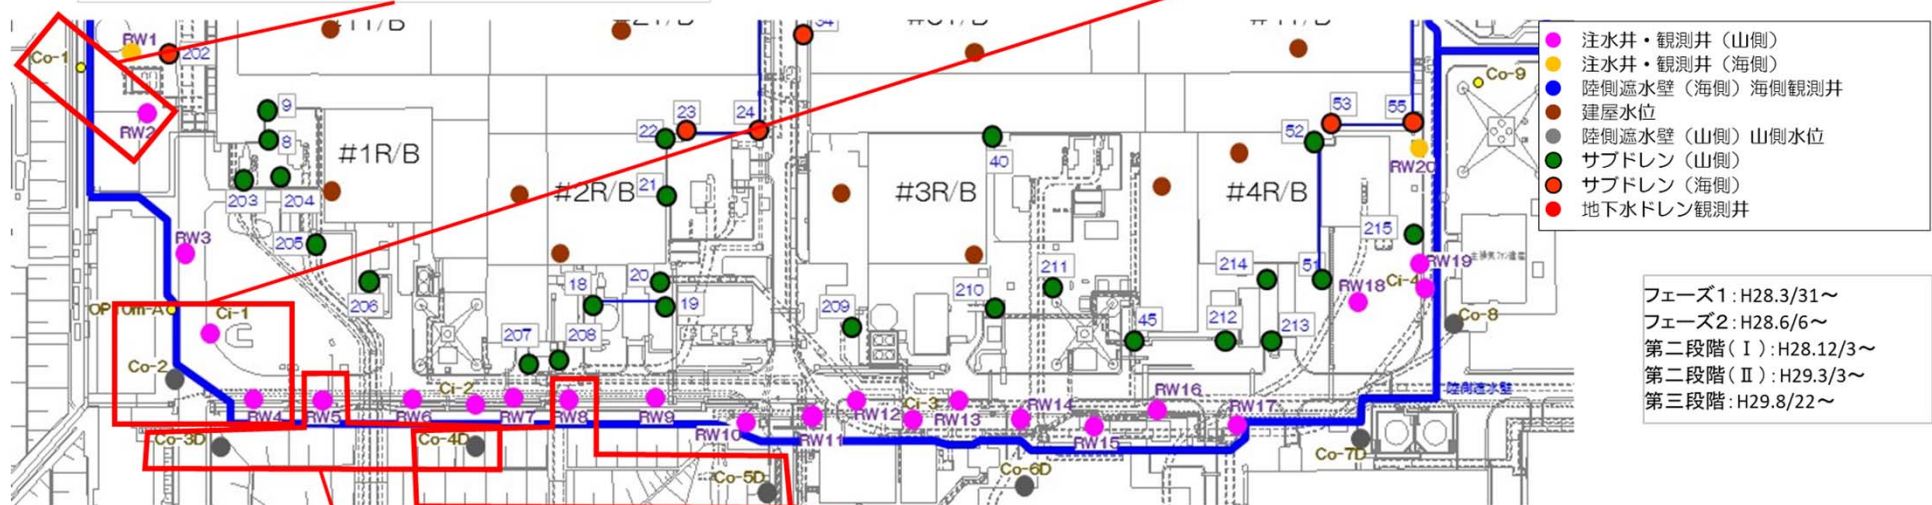 34
RW1
Co-1
202
RW2
Co-9
9
8
203
204
205
206
#1R/B
22
23
24
21
#2R/B
20
18
19
207
208
209
40
#3R/B
210
211
45
212
213
214
#4R/B
51
52
53
55
RW20
215
RW19
Ci-4
RW18
Co-8
RW3
OP10m-A
Ci-1
Co-2
RW4
RW5
RW6
Ci-2
RW7
RW8
RW9
RW10
RW11
RW12
Ci-3
RW13
RW14
RW15
RW16
RW17
陸側遮水壁
Co-3D
Co-4D
Co-5D
Co-6D
Co-7D
注水井・観測井（山側）
注水井・観測井（海側）
陸側遮水壁（海側）海側観測井
建屋水位
陸側遮水壁（山側）山側水位
サブドレン（山側）
サブドレン（海側）
地下水ドレン観測井
フェーズ１：H28.3/31～
フェーズ２：H28.6/6～
第二段階（Ⅰ）：H28.12/3～
第二段階（Ⅱ）：H29.3/3～
第三段階：H29.8/22～